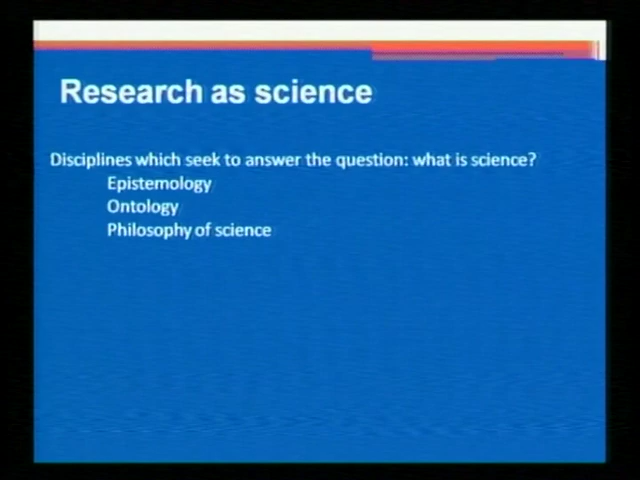 Research as science
Disciplines which seek to answer the question: what is science?
Epistemology
Ontology
Philosophy of science